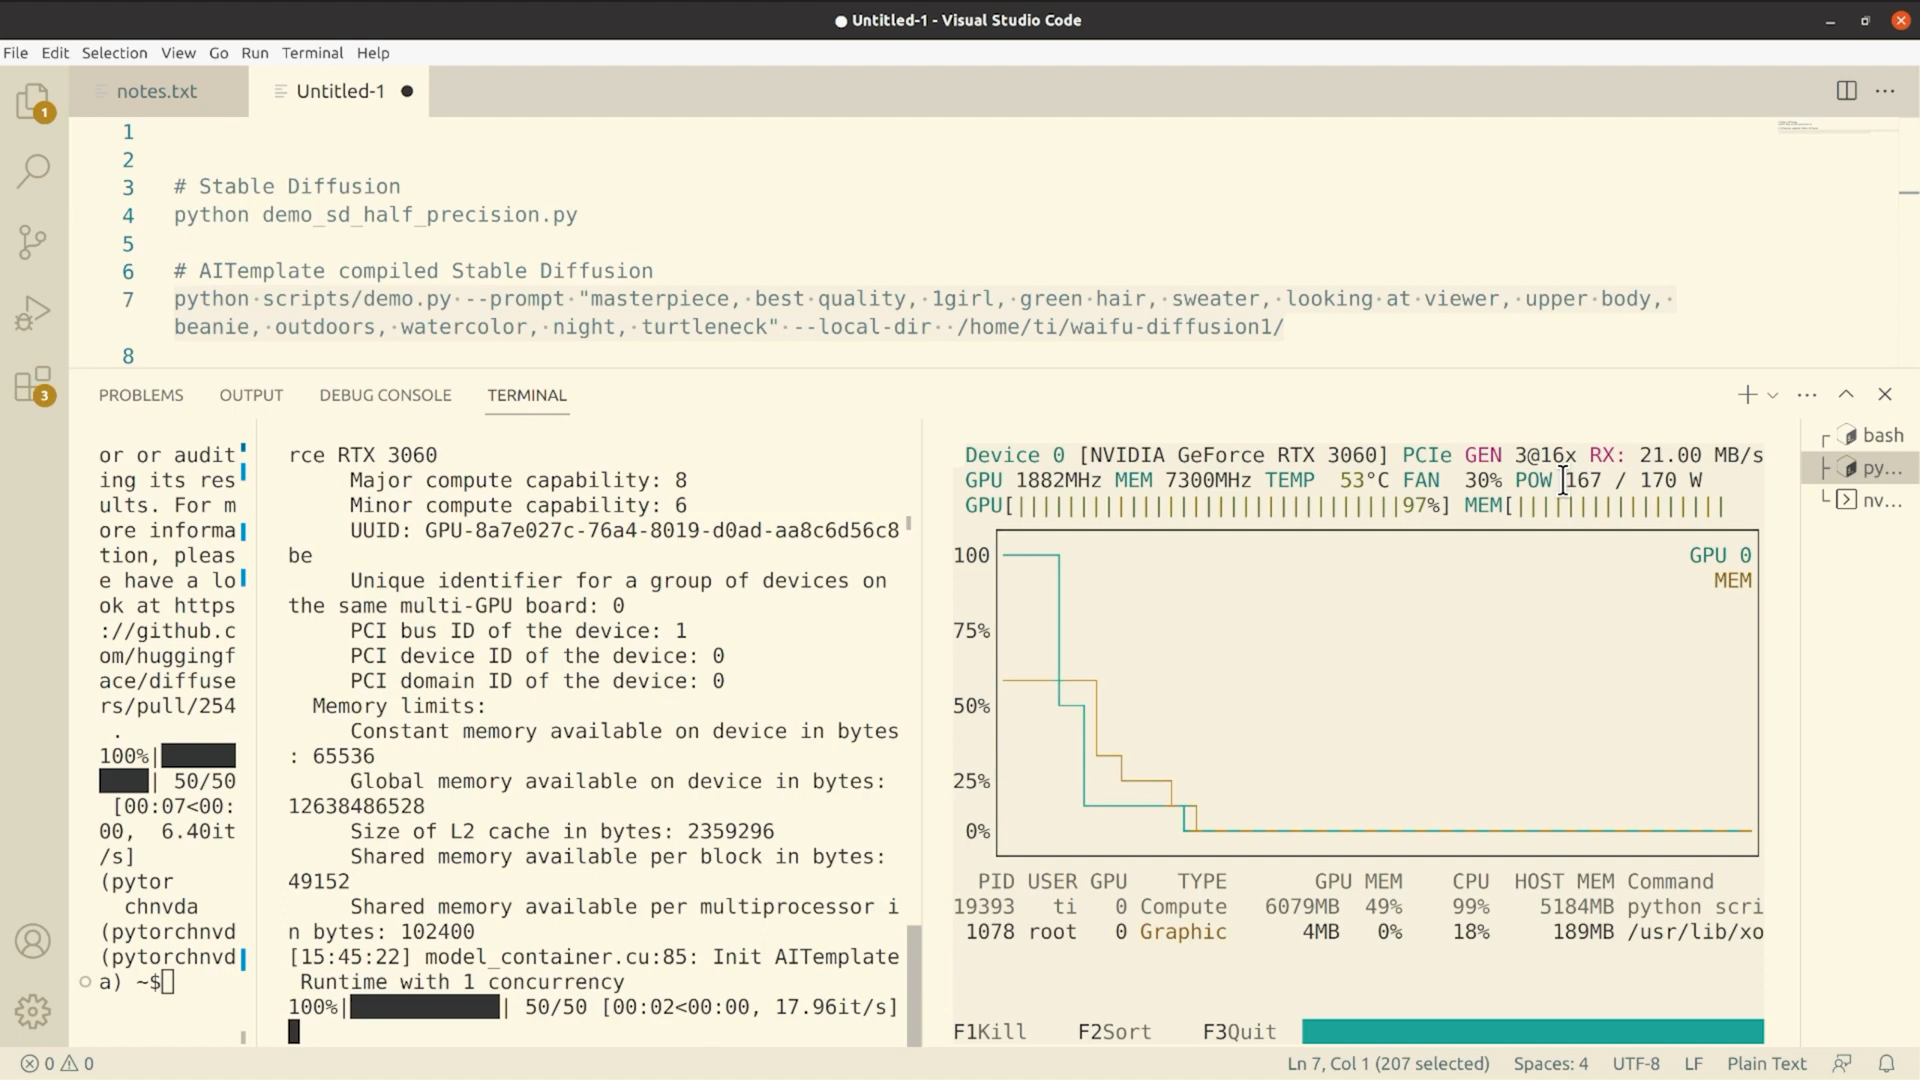 Untitled-1 - Visual Studio Code
File Edit Selection View Go Run Terminal Help
notes.txt
Untitled-1
1
2
3 # Stable Diffusion
4 python demo_sd_half_precision.py
5
6 # AITemplate compiled Stable Diffusion
7 python scripts/demo.py --prompt "masterpiece, best quality, 1girl, green hair, sweater, looking at viewer, upper body,
beanie, outdoors, watercolor, night, turtleneck" --local-dir  /home/ti/waifu-diffusion1/
8
1
3
PROBLEMS OUTPUT DEBUG CONSOLE TERMINAL
or or audit
ing its res
ults. For m
ore informa
tion, pleas
e have a lo
ok at https
://github.c
om/huggingf
ace/diffuse
rs/pull/254
.
100%|
| 50/50
[00:07<00:
00,  6.40it
/s]
(pytor
chnvda
(pytorchnvd
(pytorchnvd
a) ~$
rce RTX 3060
Major compute capability: 8
Minor compute capability: 6
UUID: GPU-8a7e027c-76a4-8019-d0ad-aa8c6d56c8
be
Unique identifier for a group of devices on
the same multi-GPU board: 0
PCI bus ID of the device: 1
PCI device ID of the device: 0
PCI domain ID of the device: 0
Memory limits:
Constant memory available on device in bytes
: 65536
Global memory available on device in bytes:
12638486528
Size of L2 cache in bytes: 2359296
Shared memory available per block in bytes:
49152
Shared memory available per multiprocessor i
n bytes: 102400
[15:45:22] model_container.cu:85: Init AITemplate
Runtime with 1 concurrency
100%| | 50/50 [00:02<00:00, 17.96it/s]
Device 0 [NVIDIA GeForce RTX 3060] PCIe GEN 3@16x RX: 21.00 MB/s
GPU 1882MHz MEM 7300MHz TEMP  53°C FAN  30% POW 167 / 170 W
GPU[||||||||||||||||||||||||||||||||97%] MEM[|||||||||||||||||
100
75%
50%
25%
0%
GPU 0
MEM
PID USER GPU TYPE GPU MEM CPU HOST MEM Command
19393 ti 0 Compute 6079MB 49% 99% 5184MB python scri
1078 root 0 Graphic 4MB 0% 18% 189MB /usr/lib/xo
F1Kill F2Sort F3Quit
bash
py...
nv...
0 0
Ln 7, Col 1 (207 selected) Spaces: 4 UTF-8 LF Plain Text